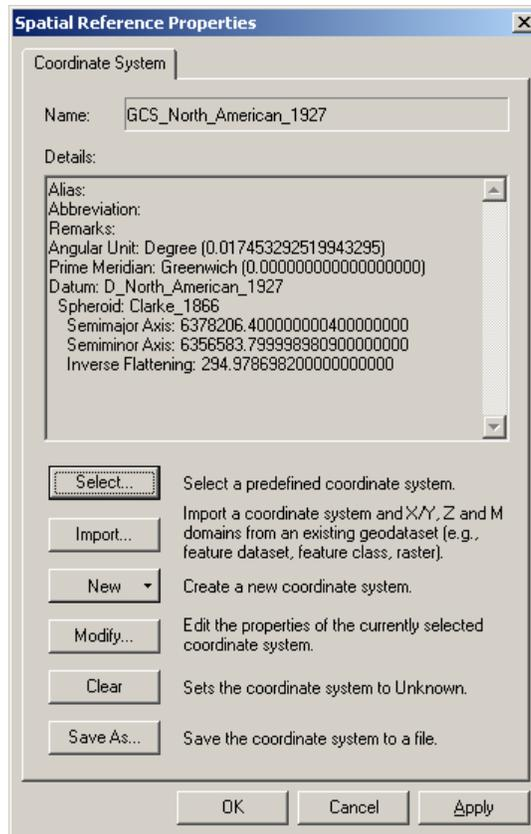 Spatial Reference Properties
Coordinate System
Name: GCS_North_American_1927
Details:
Alias:
Abbreviation:
Remarks:
Angular Unit: Degree (0.017453292519943295)
Prime Meridian: Greenwich (0.000000000000000000)
Datum: D_North_American_1927
Spheroid: Clarke_1866
Semimajor Axis: 6378206.400000000400000000
Semiminor Axis: 6356583.799998980900000000
Inverse Flattening: 294.978698200000000000
Select... Select a predefined coordinate system.
Import... Import a coordinate system and X/Y, Z and M
domains from an existing geodataset (e.g.,
feature dataset, feature class, raster).
New Create a new coordinate system.
Modify... Edit the properties of the currently selected
coordinate system.
Clear Sets the coordinate system to Unknown.
Save As... Save the coordinate system to a file.
OK Cancel Apply